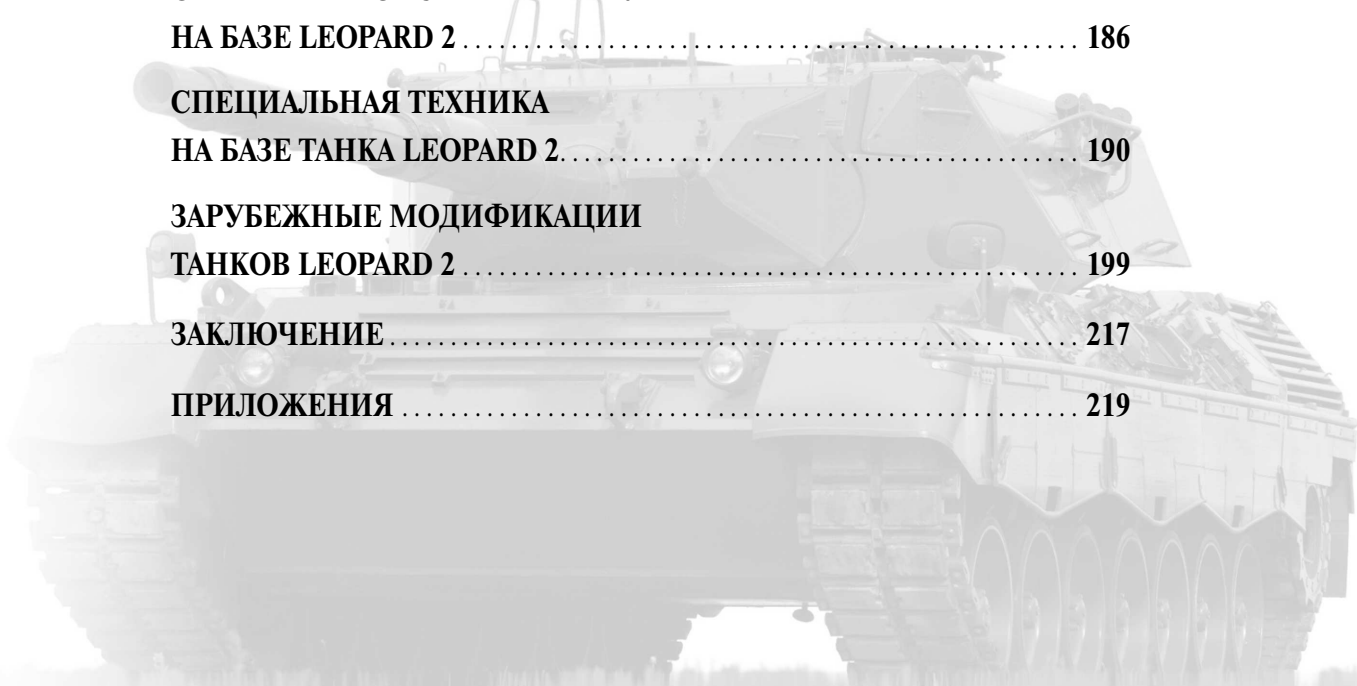 НА БАЗЕ LEOPARD 2 . . . . . . . . . . . . . . . . . . . . . . . . . . . . . . . . . . . . . . . . . . . . . . . . . . . 186
СПЕЦИАЛЬНАЯ ТЕХНИКА
НА БАЗЕ ТАНКА LEOPARD 2. . . . . . . . . . . . . . . . . . . . . . . . . . . . . . . . . . . . . . . . . . . 190
ЗАРУБЕЖНЫЕ МОДИФИКАЦИИ
ТАНКОВ LEOPARD 2 . . . . . . . . . . . . . . . . . . . . . . . . . . . . . . . . . . . . . . . . . . . . . . . . . . . 199
ЗАКЛЮЧЕНИЕ . . . . . . . . . . . . . . . . . . . . . . . . . . . . . . . . . . . . . . . . . . . . . . . . . . . . . . . . . 217
ПРИЛОЖЕНИЯ . . . . . . . . . . . . . . . . . . . . . . . . . . . . . . . . . . . . . . . . . . . . . . . . . . . . . . . . 219